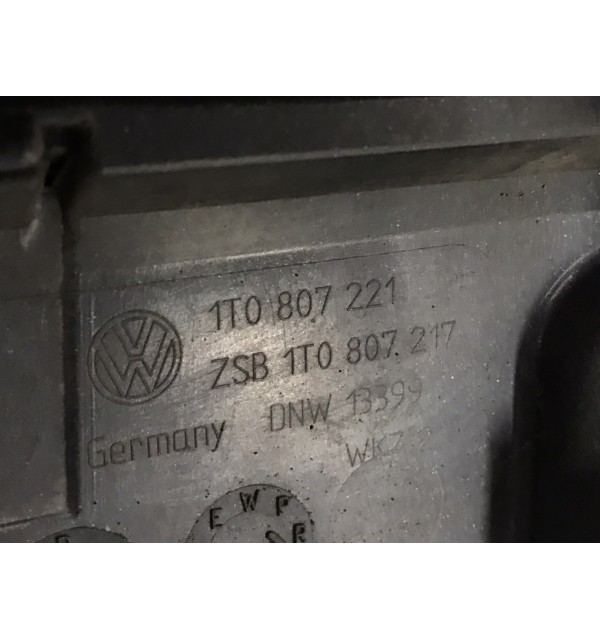 1T0 807 221
ZSB 1T0 807 217
Germany DNW 13399
WKZ
E W P
R